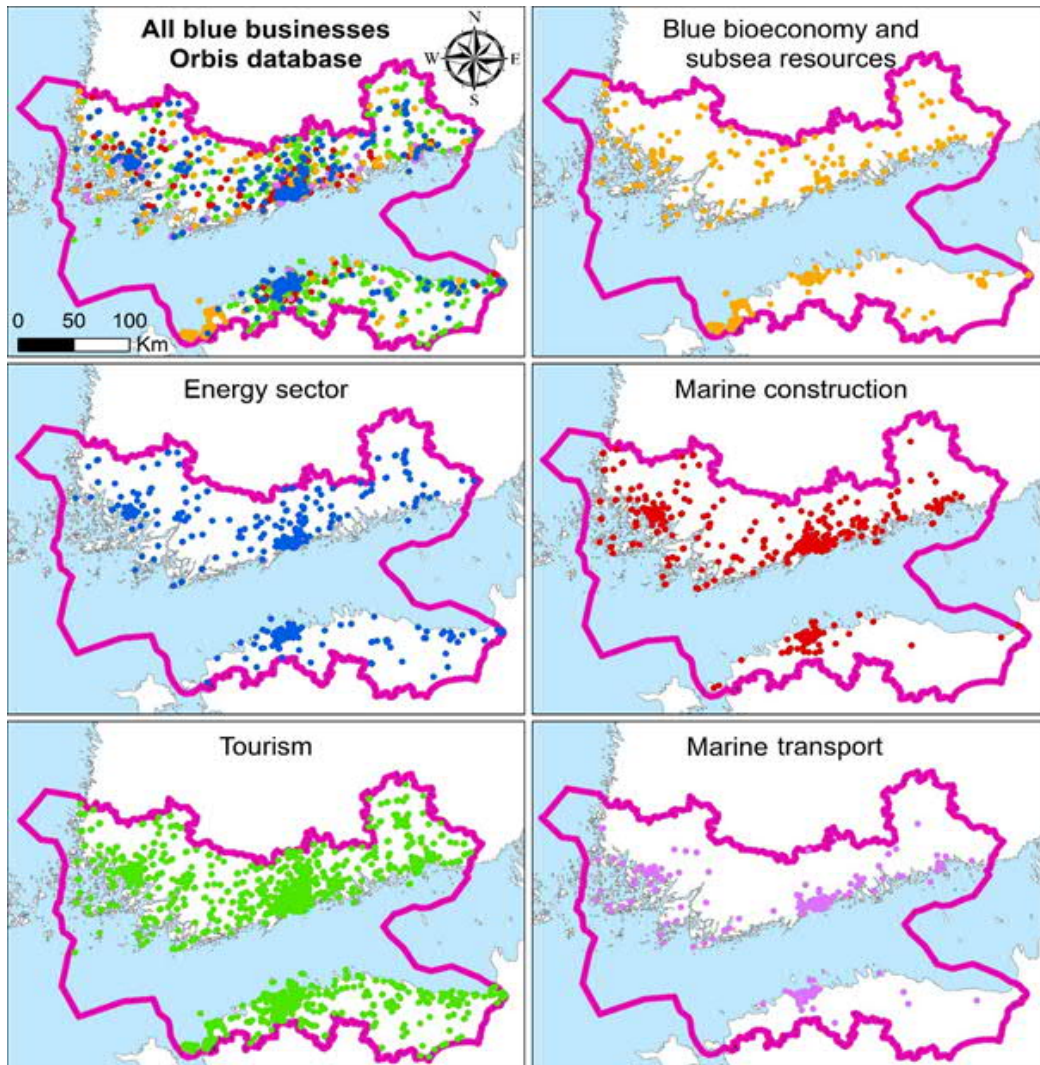 All blue businesses
Orbis database
N
W
E
S
0 50 100
Km
Blue bioeconomy and
subsea resources
Energy sector
Marine construction
Tourism
Marine transport